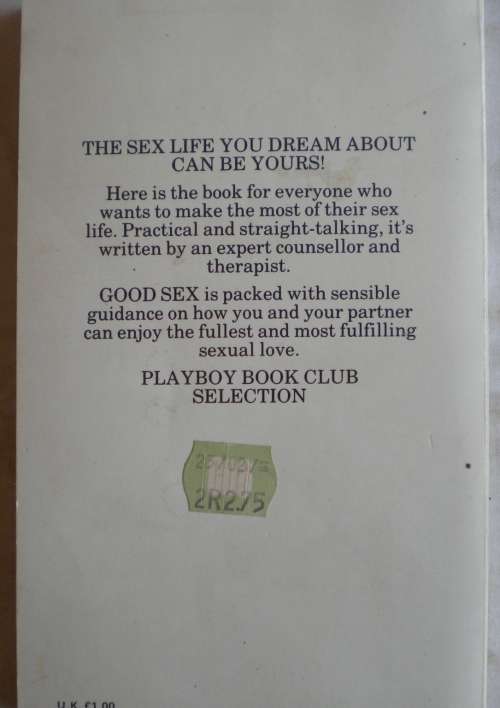 THE SEX LIFE YOU DREAM ABOUT
CAN BE YOURS!
Here is the book for everyone who
wants to make the most of their sex
life. Practical and straight-talking, it's
written by an expert counsellor and
therapist.
GOOD SEX is packed with sensible
guidance on how you and your partner
can enjoy the fullest and most fulfilling
sexual love.
PLAYBOY BOOK CLUB
SELECTION
2R2.75
U.K. £1.00